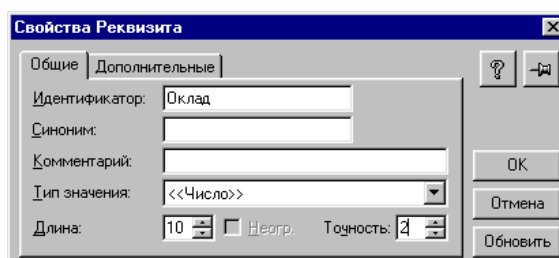 Свойства Реквизита
Общие Дополнительные
Идентификатор: Оклад
Синоним:
Комментарий:
Тип значения: <<Число>>
Длина: 10 Неогр. Точность: 2
?
OK
Отмена
Обновить